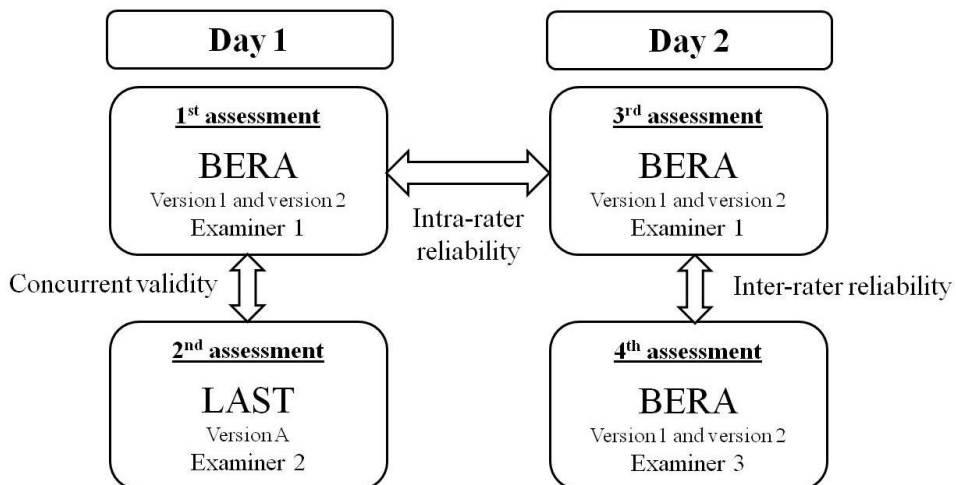 Day 1
Day 2
1st assessment
BERA
Version 1 and version 2
Examiner 1
Intra-rater
reliability
3rd assessment
BERA
Version 1 and version 2
Examiner 1
Concurrent validity
Inter-rater reliability
2nd assessment
LAST
Version A
Examiner 2
4th assessment
BERA
Version 1 and version 2
Examiner 3